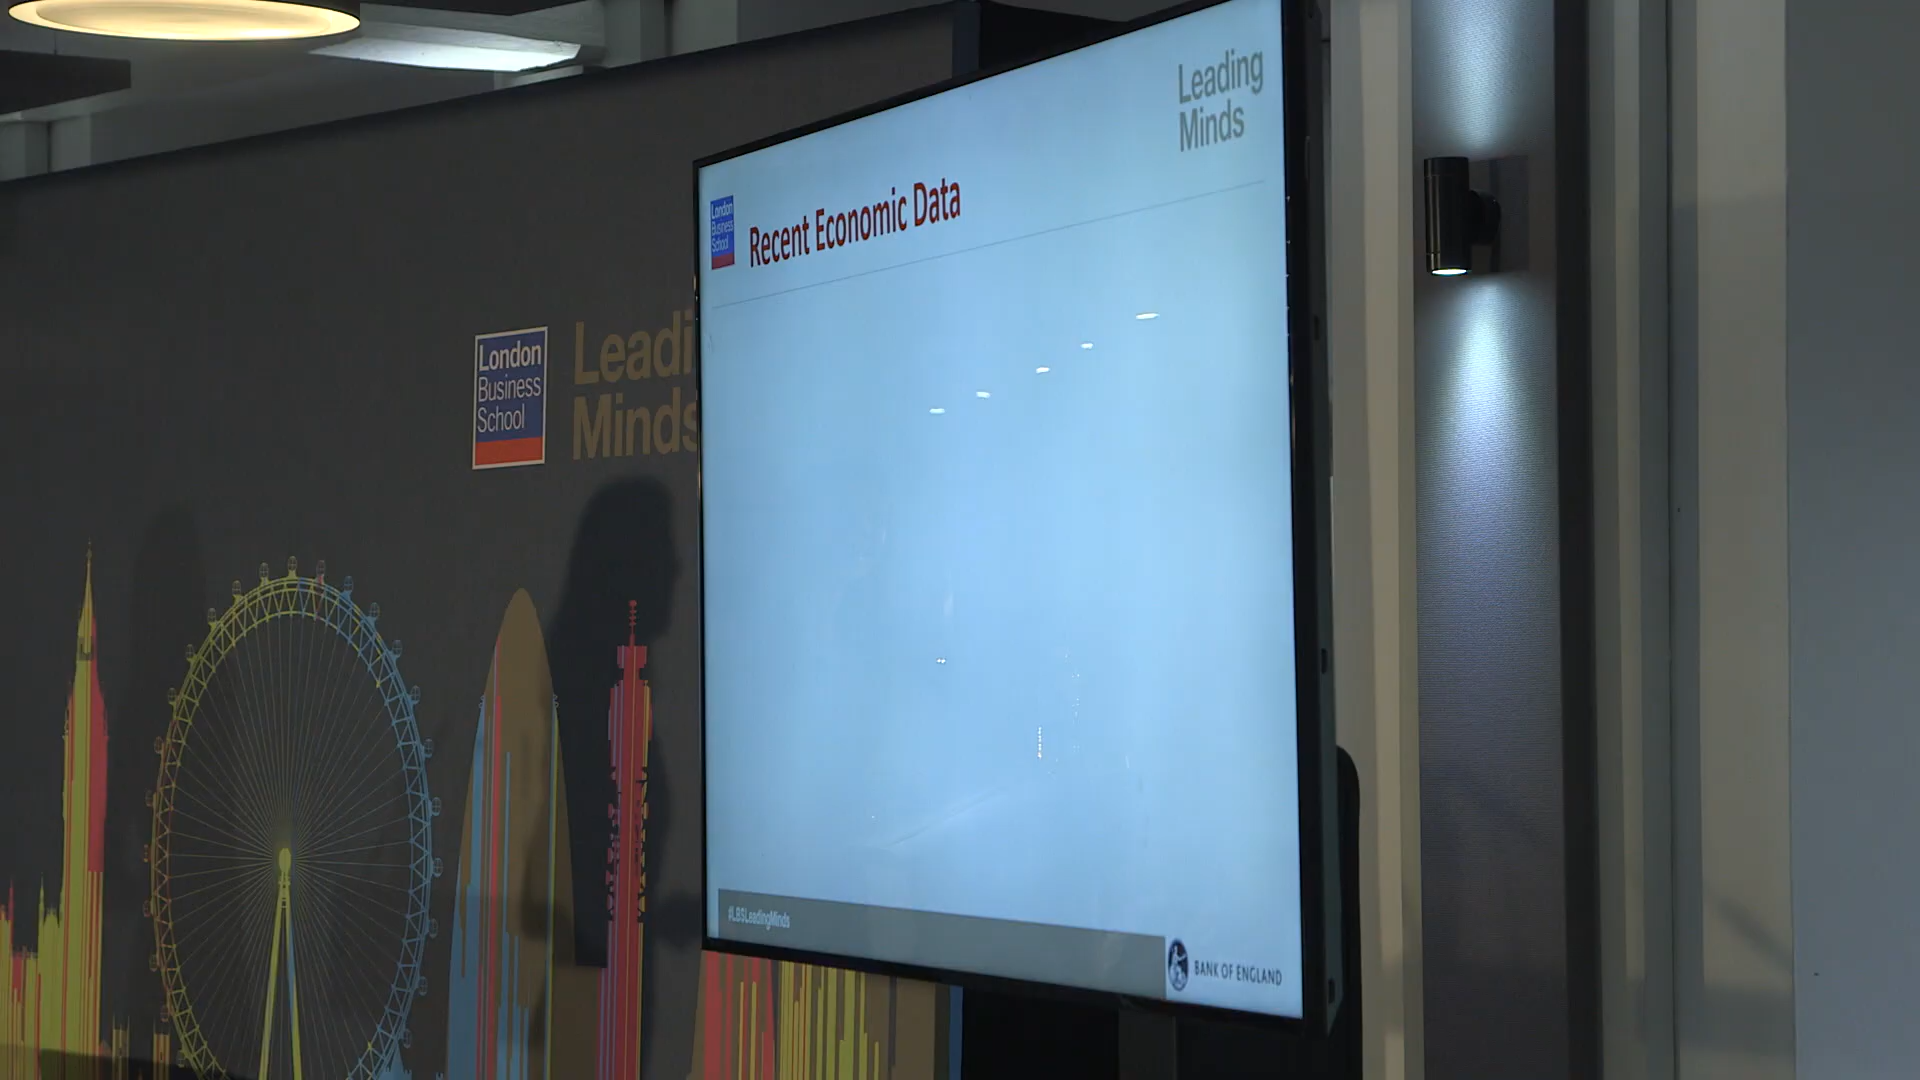 Leading
Minds
London
Business
School
Recent Economic Data
London
Business
School
Leadi
Minds
#LBSLeadingMinds
BANK OF ENGLAND